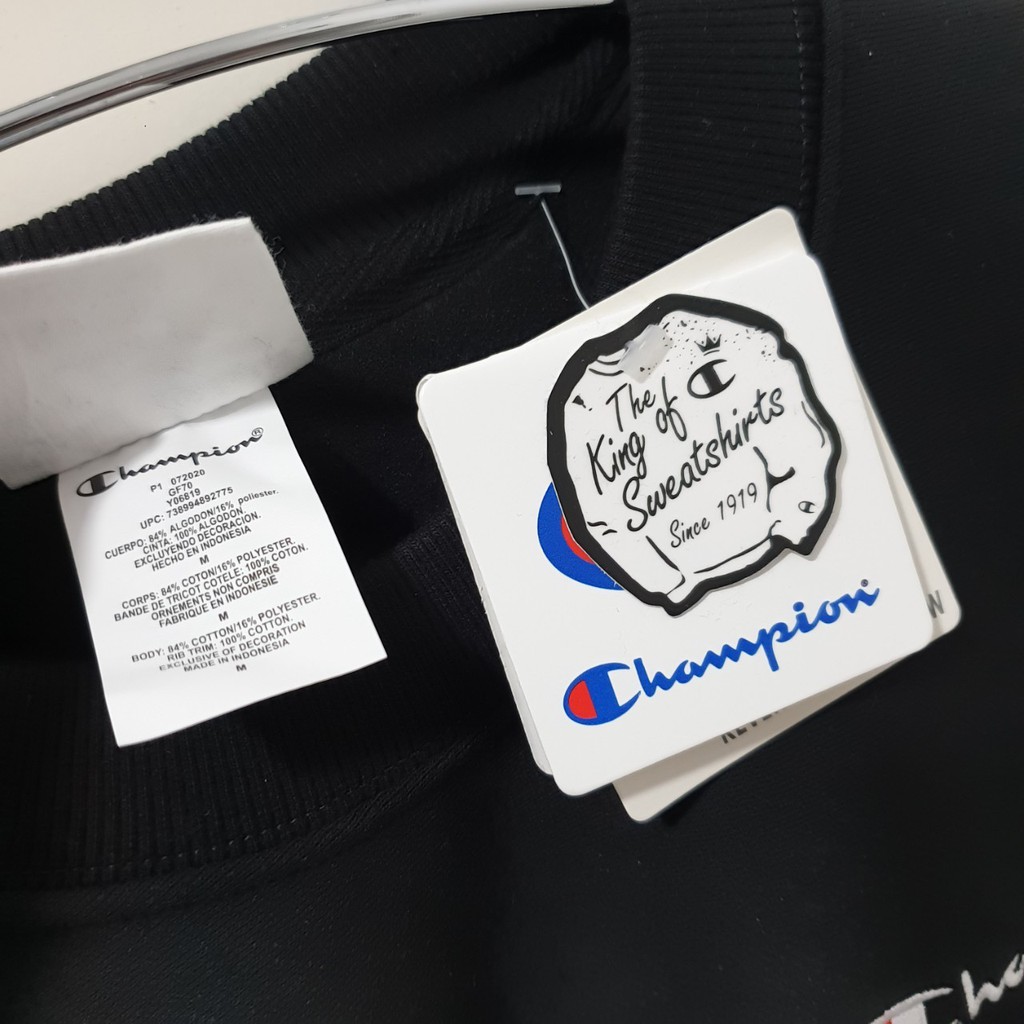 Champion®
P1 072020
GF70
Y06819
UPC: 738994892775
CUERPO: 84% ALGODON/16% poliester.
CINTA: 100% ALGODON.
EXCLUYENDO DECORACION.
HECHO EN INDONESIA
M
CORPS: 84% COTON/16% POLYESTER.
BANDE DE TRICOT COTELE: 100% COTON.
ORNEMENTS NON COMPRIS
FABRIQUE EN INDONESIE
M
BODY: 84% COTTON/16% POLYESTER.
RIB TRIM: 100% COTTON.
EXCLUSIVE OF DECORATION
MADE IN INDONESIA
M
The
King of
Sweatshirts
Since 1919
Champion®
Cho